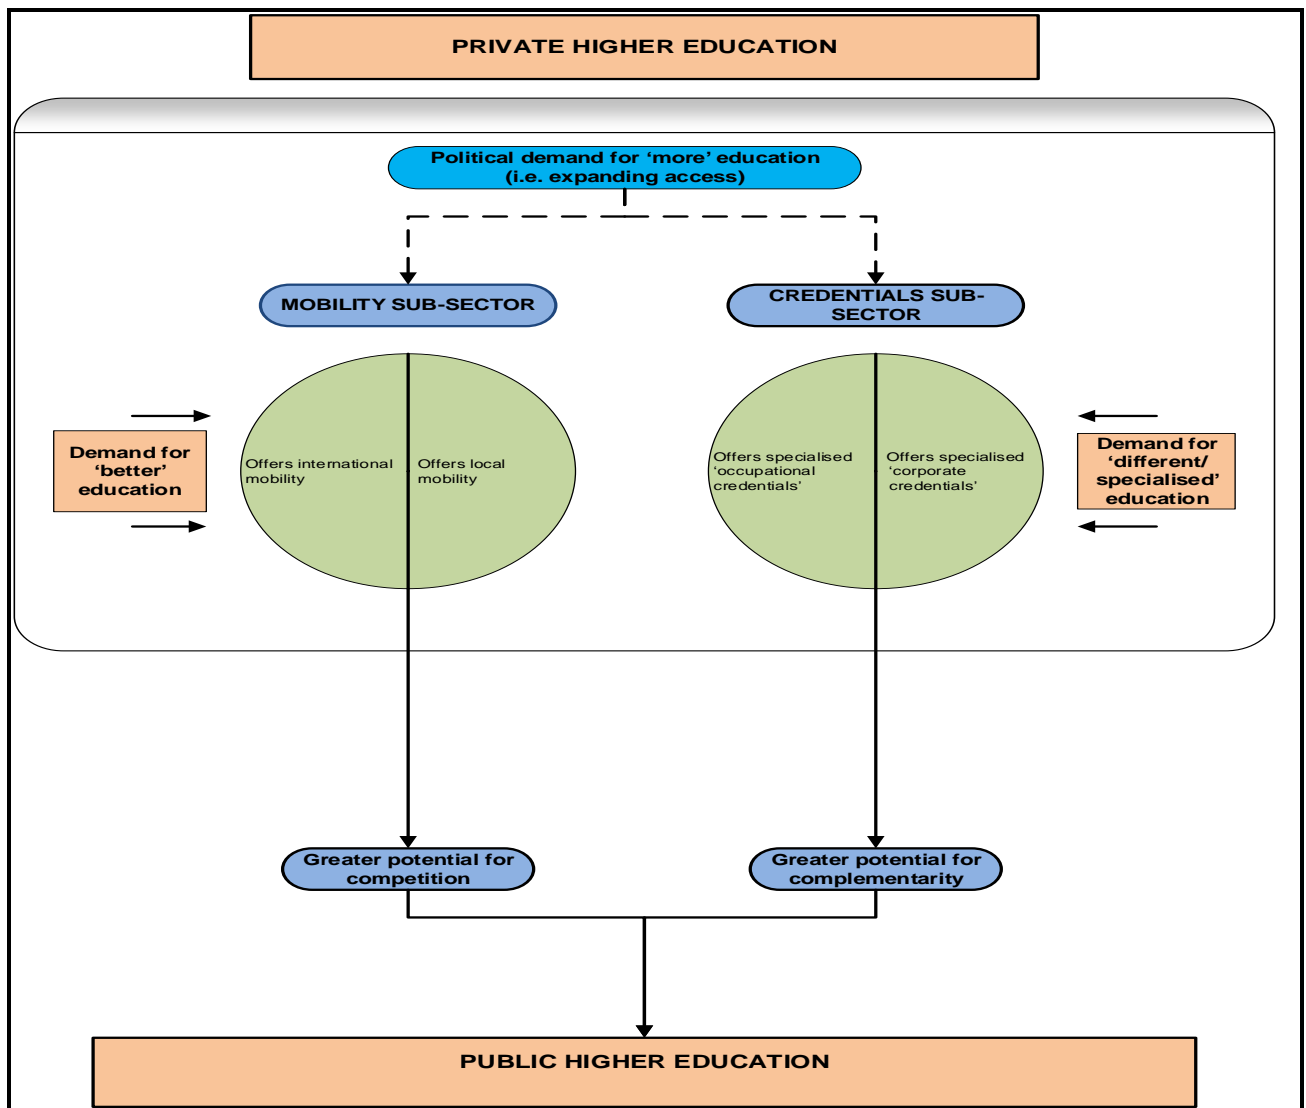 PRIVATE HIGHER EDUCATION
Political demand for ‘more’ education
(i.e. expanding access)
MOBILITY SUB-SECTOR
CREDENTIALS SUB-
SECTOR
Demand for
‘better’
education
Offers international
mobility
Offers local
mobility
Offers specialised
‘occupational
credentials’
Offers specialised
‘corporate
credentials’
Demand for
‘different/
specialised’
education
Greater potential for
competition
Greater potential for
complementarity
PUBLIC HIGHER EDUCATION